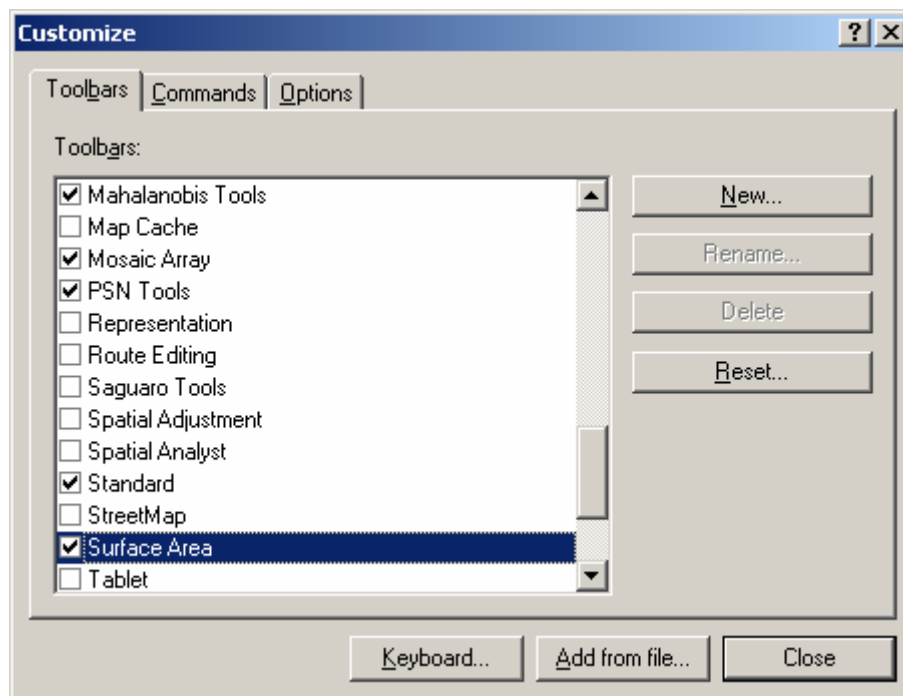 Customize
Toolbars Commands Options
Toolbars:
Mahalanobis Tools
Map Cache
Mosaic Array
PSN Tools
Representation
Route Editing
Saguaro Tools
Spatial Adjustment
Spatial Analyst
Standard
StreetMap
Surface Area
Tablet
New...
Rename...
Delete
Reset...
Keyboard... Add from file... Close